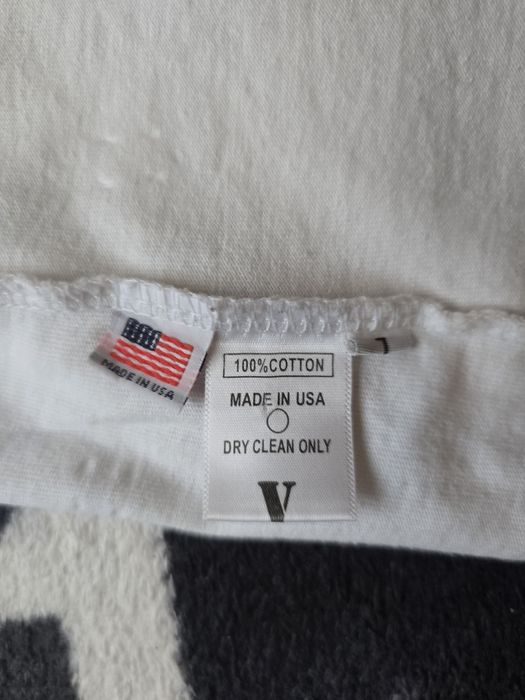 MADE IN USA
100%COTTON
MADE IN USA
DRY CLEAN ONLY
V